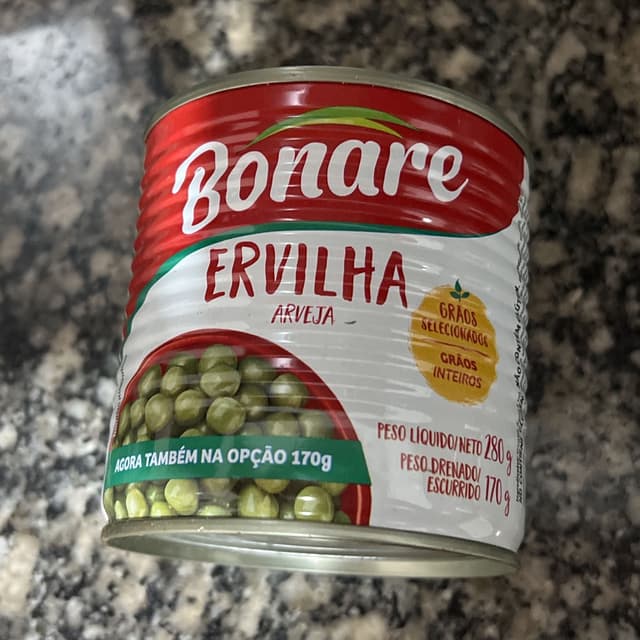 Bonare
ERVILHA
ARVEJA
GRÃOS
SELECIONADOS
GRÃOS
INTEIROS
PESO LÍQUIDO/NETO 280 g
PESO DRENADO/
ESCURRIDO 170 g
AGORA TAMBÉM NA OPÇÃO 170g